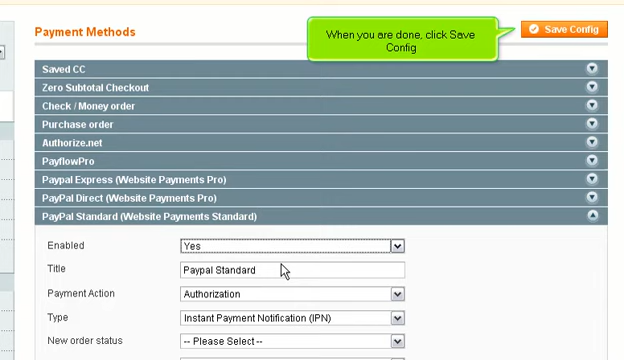 Payment Methods
When you are done, click Save
Config
Save Config
Saved CC
Zero Subtotal Checkout
Check / Money order
Purchase order
Authorize.net
PayflowPro
Paypal Express (Website Payments Pro)
PayPal Direct (Website Payments Pro)
PayPal Standard (Website Payments Standard)
Enabled Yes
Title Paypal Standard
Payment Action Authorization
Type Instant Payment Notification (IPN)
New order status -- Please Select --